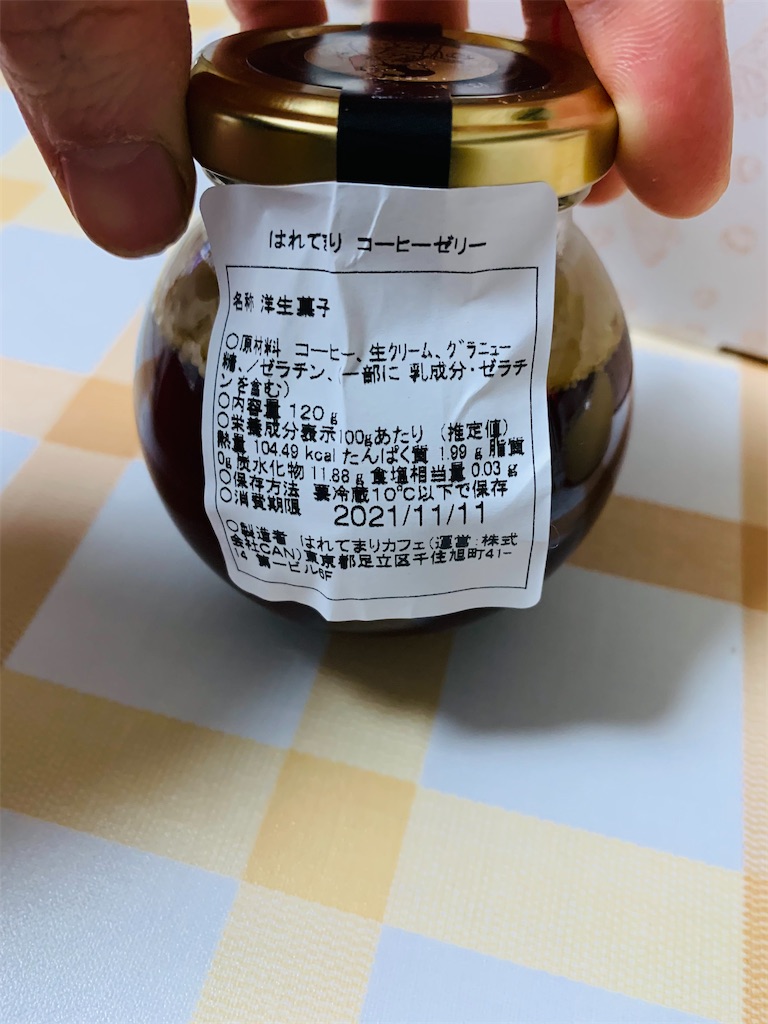 はれてまり コーヒーゼリー
名称 洋生菓子
〇原材料 コーヒー、生クリーム、グラニュー
糖、/ゼラチン、(一部に 乳成分・ゼラチ
ンを含む)
〇内容量 120g
〇栄養成分表示100gあたり (推定値)
熱量 104.49 kcal たんぱく質 1.99 g 脂質
0g 炭水化物 11.88 g 食塩相当量 0.03 g
〇保存方法 要冷蔵10℃以下で保存
〇消費期限 2021/11/11
〇製造者 はれてまりカフェ(運営:株式
会社CAN)東京都足立区千住旭町41-
14 第一ビル6F